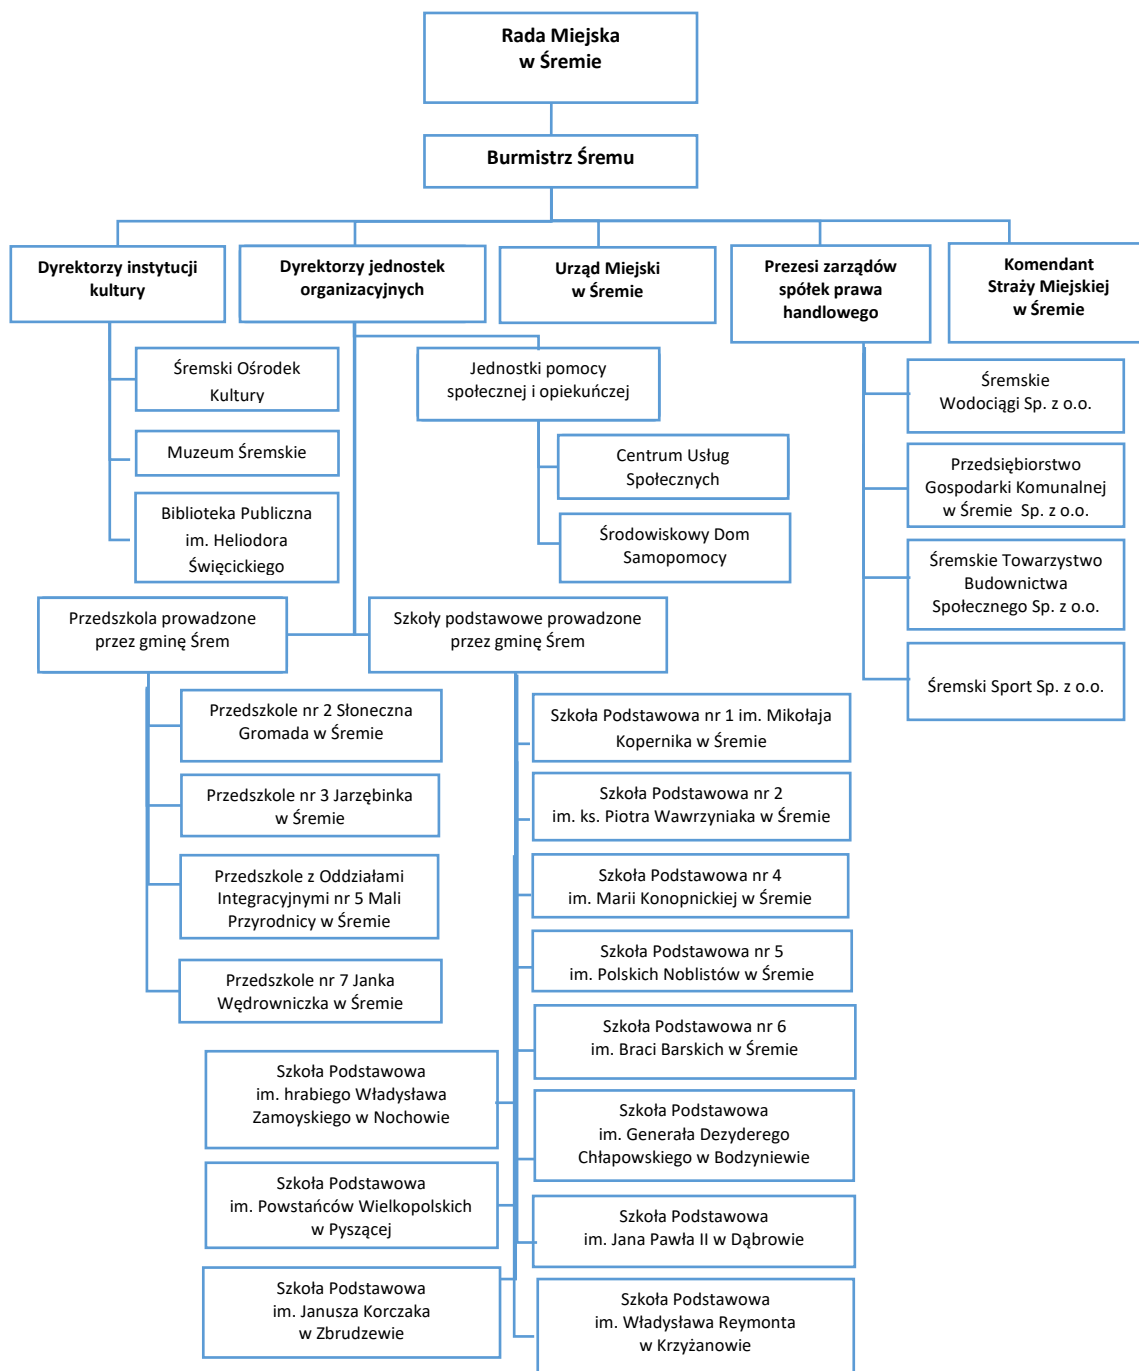 Rada Miejska
w Śremie
Burmistrz Śremu
Dyrektorzy instytucji
kultury
Dyrektorzy jednostek
organizacyjnych
Urząd Miejski
w Śremie
Prezesi zarządów
spółek prawa
handlowego
Komendant
Straży Miejskiej
w Śremie
Śremski Ośrodek
Kultury
Muzeum Śremskie
Biblioteka Publiczna
im. Heliodora
Święcickiego
Jednostki pomocy
społecznej i opiekuńczej
Centrum Usług
Społecznych
Środowiskowy Dom
Samopomocy
Śremskie
Wodociągi Sp. z o.o.
Przedsiębiorstwo
Gospodarki Komunalnej
w Śremie Sp. z o.o.
Śremskie Towarzystwo
Budownictwa
Społecznego Sp. z o.o.
Śremski Sport Sp. z o.o.
Przedszkola prowadzone
przez gminę Śrem
Szkoły podstawowe prowadzone
przez gminę Śrem
Przedszkole nr 2 Słoneczna
Gromada w Śremie
Przedszkole nr 3 Jarzębinka
w Śremie
Przedszkole z Oddziałami
Integracyjnymi nr 5 Mali
Przyrodnicy w Śremie
Przedszkole nr 7 Janka
Wędrowniczka w Śremie
Szkoła Podstawowa nr 1 im. Mikołaja
Kopernika w Śremie
Szkoła Podstawowa nr 2
im. ks. Piotra Wawrzyniaka w Śremie
Szkoła Podstawowa nr 4
im. Marii Konopnickiej w Śremie
Szkoła Podstawowa nr 5
im. Polskich Noblistów w Śremie
Szkoła Podstawowa nr 6
im. Braci Barskich w Śremie
Szkoła Podstawowa
im. hrabiego Władysława
Zamoyskiego w Nochowie
Szkoła Podstawowa
im. Generała Dezyderego
Chłapowskiego w Bodzyniewie
Szkoła Podstawowa
im. Powstańców Wielkopolskich
w Pyszącej
Szkoła Podstawowa
im. Jana Pawła II w Dąbrowie
Szkoła Podstawowa
im. Janusza Korczaka
w Zbrudzewie
Szkoła Podstawowa
im. Władysława Reymonta
w Krzyżanowie